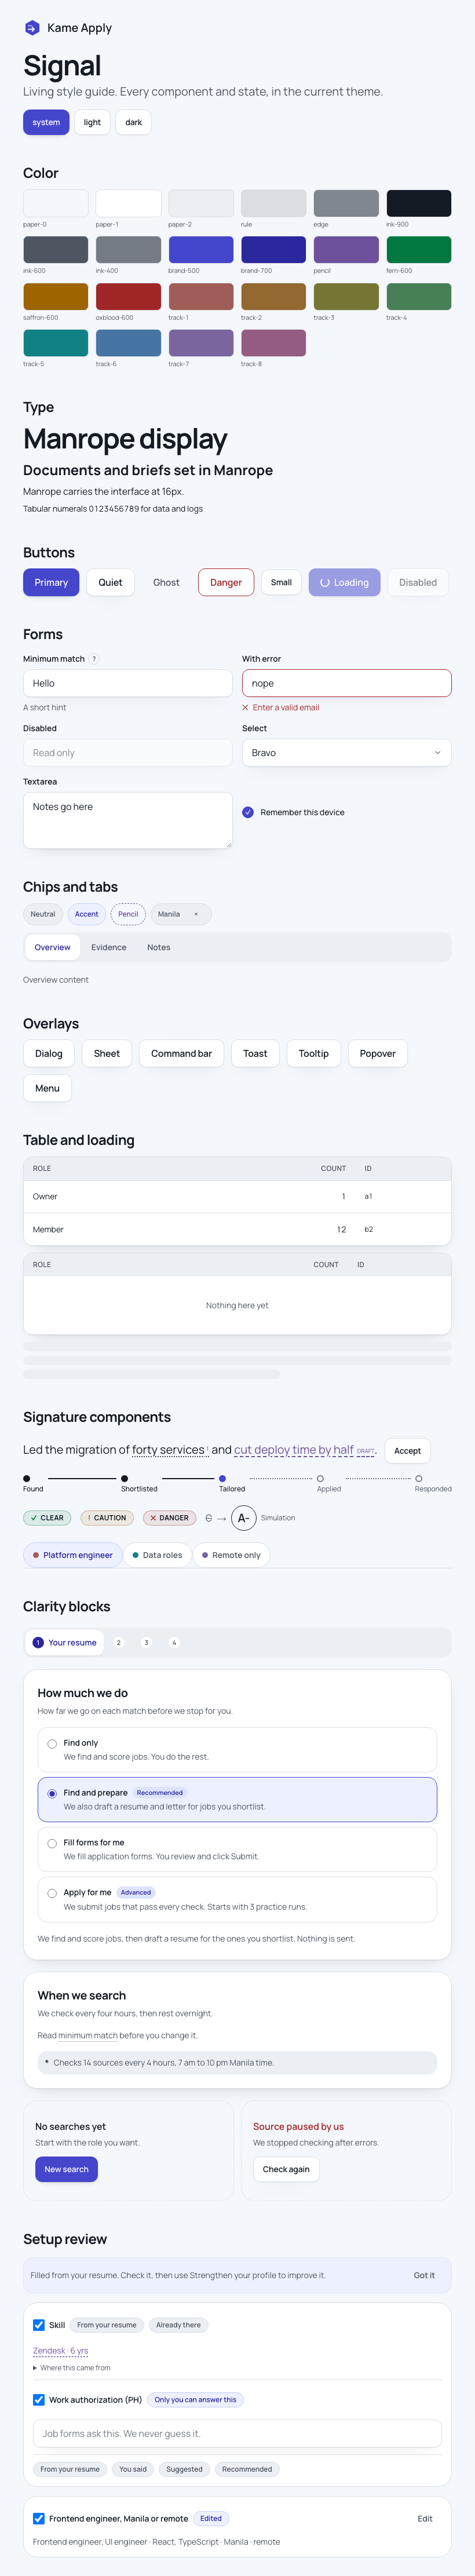 Kame Apply
Signal
Living style guide. Every component and state, in the current theme.
system light dark
Color
paper-0 paper-1 paper-2 rule edge ink-900
ink-600 ink-400 brand-500 brand-700 pencil fern-600
saffron-600 oxblood-600 track-1 track-2 track-3 track-4
track-5 track-6 track-7 track-8
Type
Manrope display
Documents and briefs set in Manrope
Manrope carries the interface at 16px.
Tabular numerals 0123456789 for data and logs
Buttons
Primary Quiet Ghost Danger Small Loading Disabled
Forms
Minimum match ? With error
Hello nope
A short hint Enter a valid email
Disabled Select
Read only Bravo
Textarea
Notes go here
Remember this device
Chips and tabs
Neutral Accent Pencil Manila ×
Overview Evidence Notes
Overview content
Overlays
Dialog Sheet Command bar Toast Tooltip Popover
Menu
Table and loading
ROLE COUNT ID
Owner 1 a1
Member 12 b2
ROLE COUNT ID
Nothing here yet
Signature components
Led the migration of forty services and cut deploy time by half DRAFT. Accept
Found Shortlisted Tailored Applied Responded
CLEAR ! CAUTION DANGER C → A- Simulation
Platform engineer Data roles Remote only
Clarity blocks
1 Your resume 2 3 4
How much we do
How far we go on each match before we stop for you.
Find only
We find and score jobs. You do the rest.
Find and prepare Recommended
We also draft a resume and letter for jobs you shortlist.
Fill forms for me
We fill application forms. You review and click Submit.
Apply for me Advanced
We submit jobs that pass every check. Starts with 3 practice runs.
We find and score jobs, then draft a resume for the ones you shortlist. Nothing is sent.
When we search
We check every four hours, then rest overnight.
Read minimum match before you change it.
Checks 14 sources every 4 hours, 7 am to 10 pm Manila time.
No searches yet Source paused by us
Start with the role you want. We stopped checking after errors.
New search Check again
Setup review
Filled from your resume. Check it, then use Strengthen your profile to improve it. Got it
Skill From your resume Already there
Zendesk · 6 yrs
Where this came from
Work authorization (PH) Only you can answer this
Job forms ask this. We never guess it.
From your resume You said Suggested Recommended
Frontend engineer, Manila or remote Edited Edit
Frontend engineer, UI engineer · React, TypeScript · Manila · remote